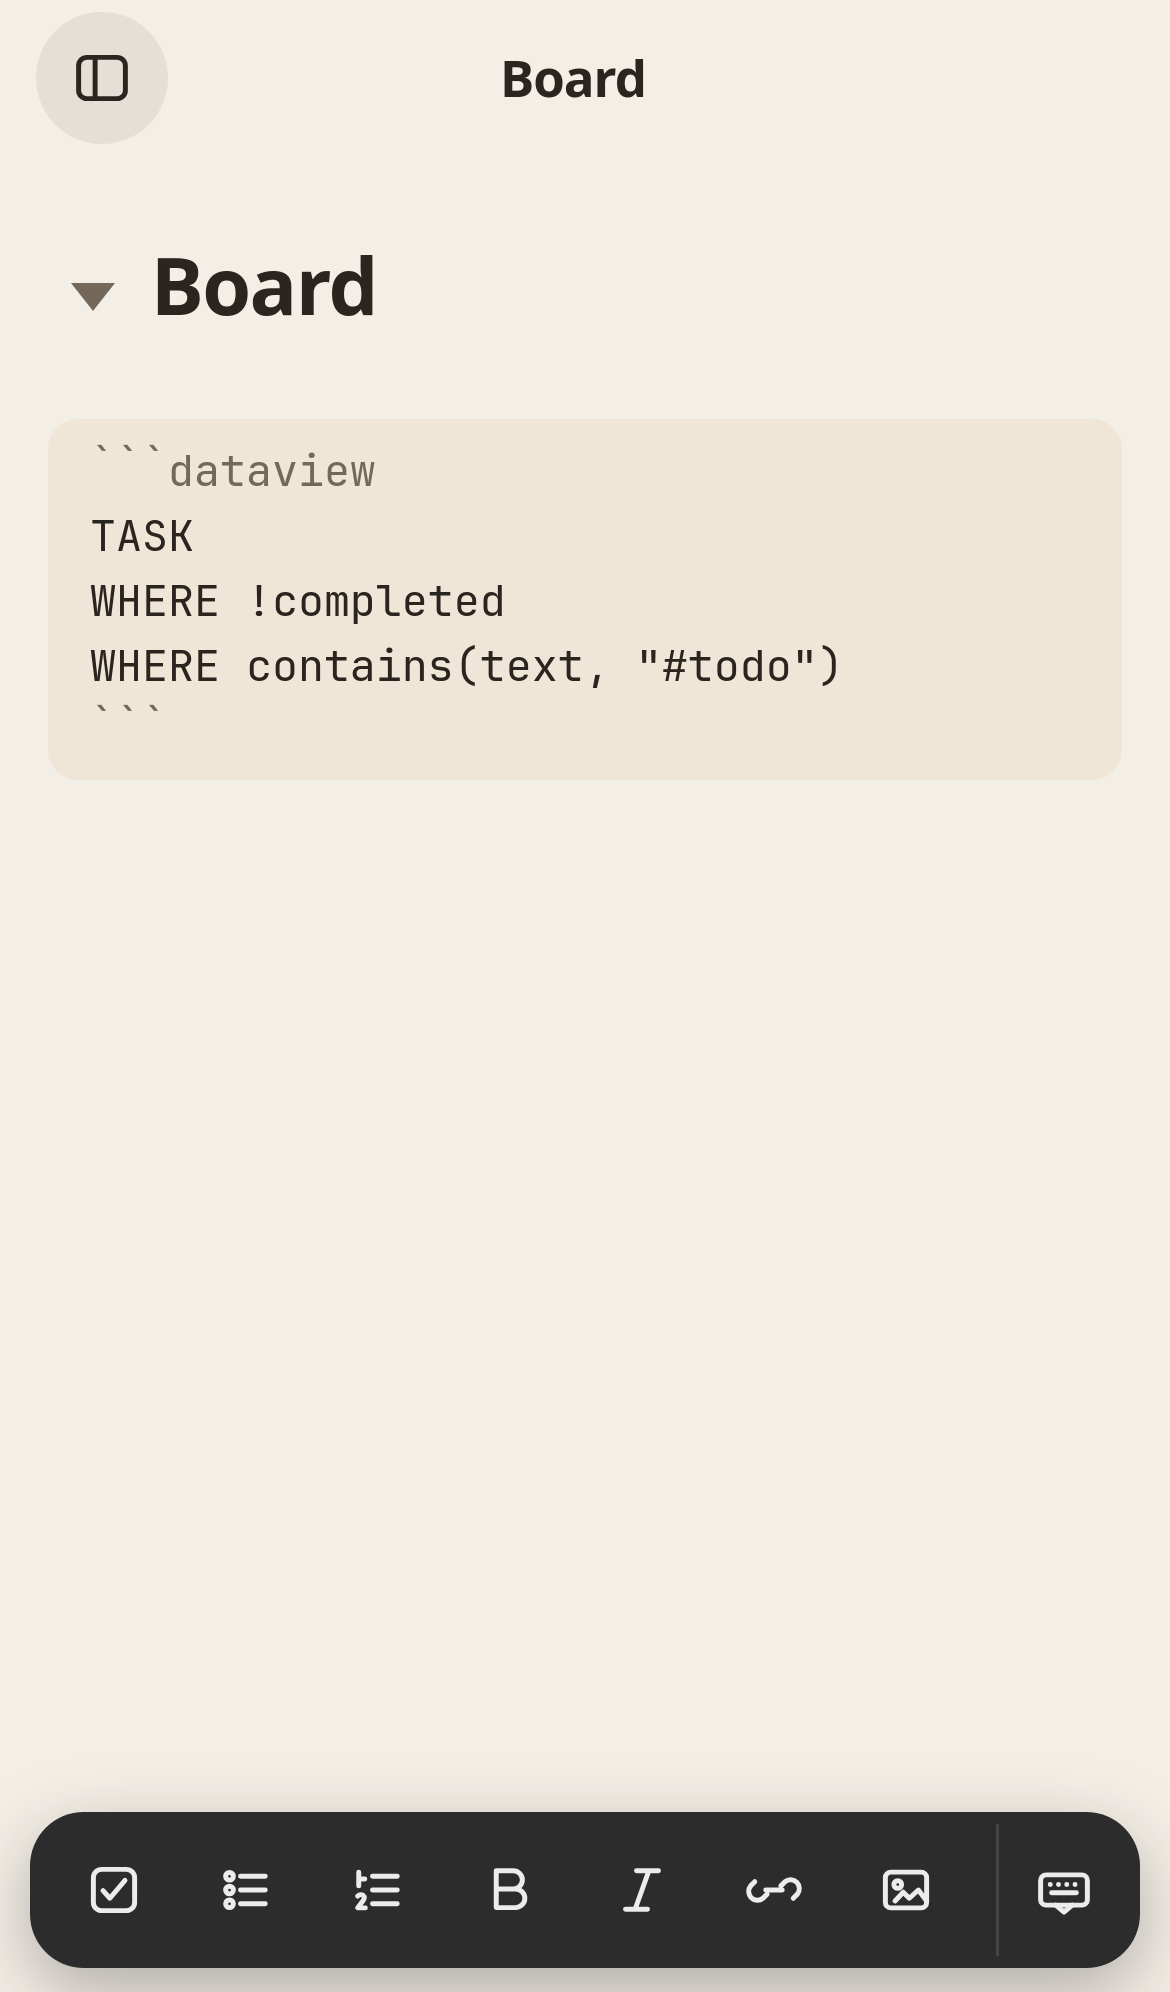 Board
Board
```dataview
TASK
WHERE !completed
WHERE contains(text, "#todo")
```